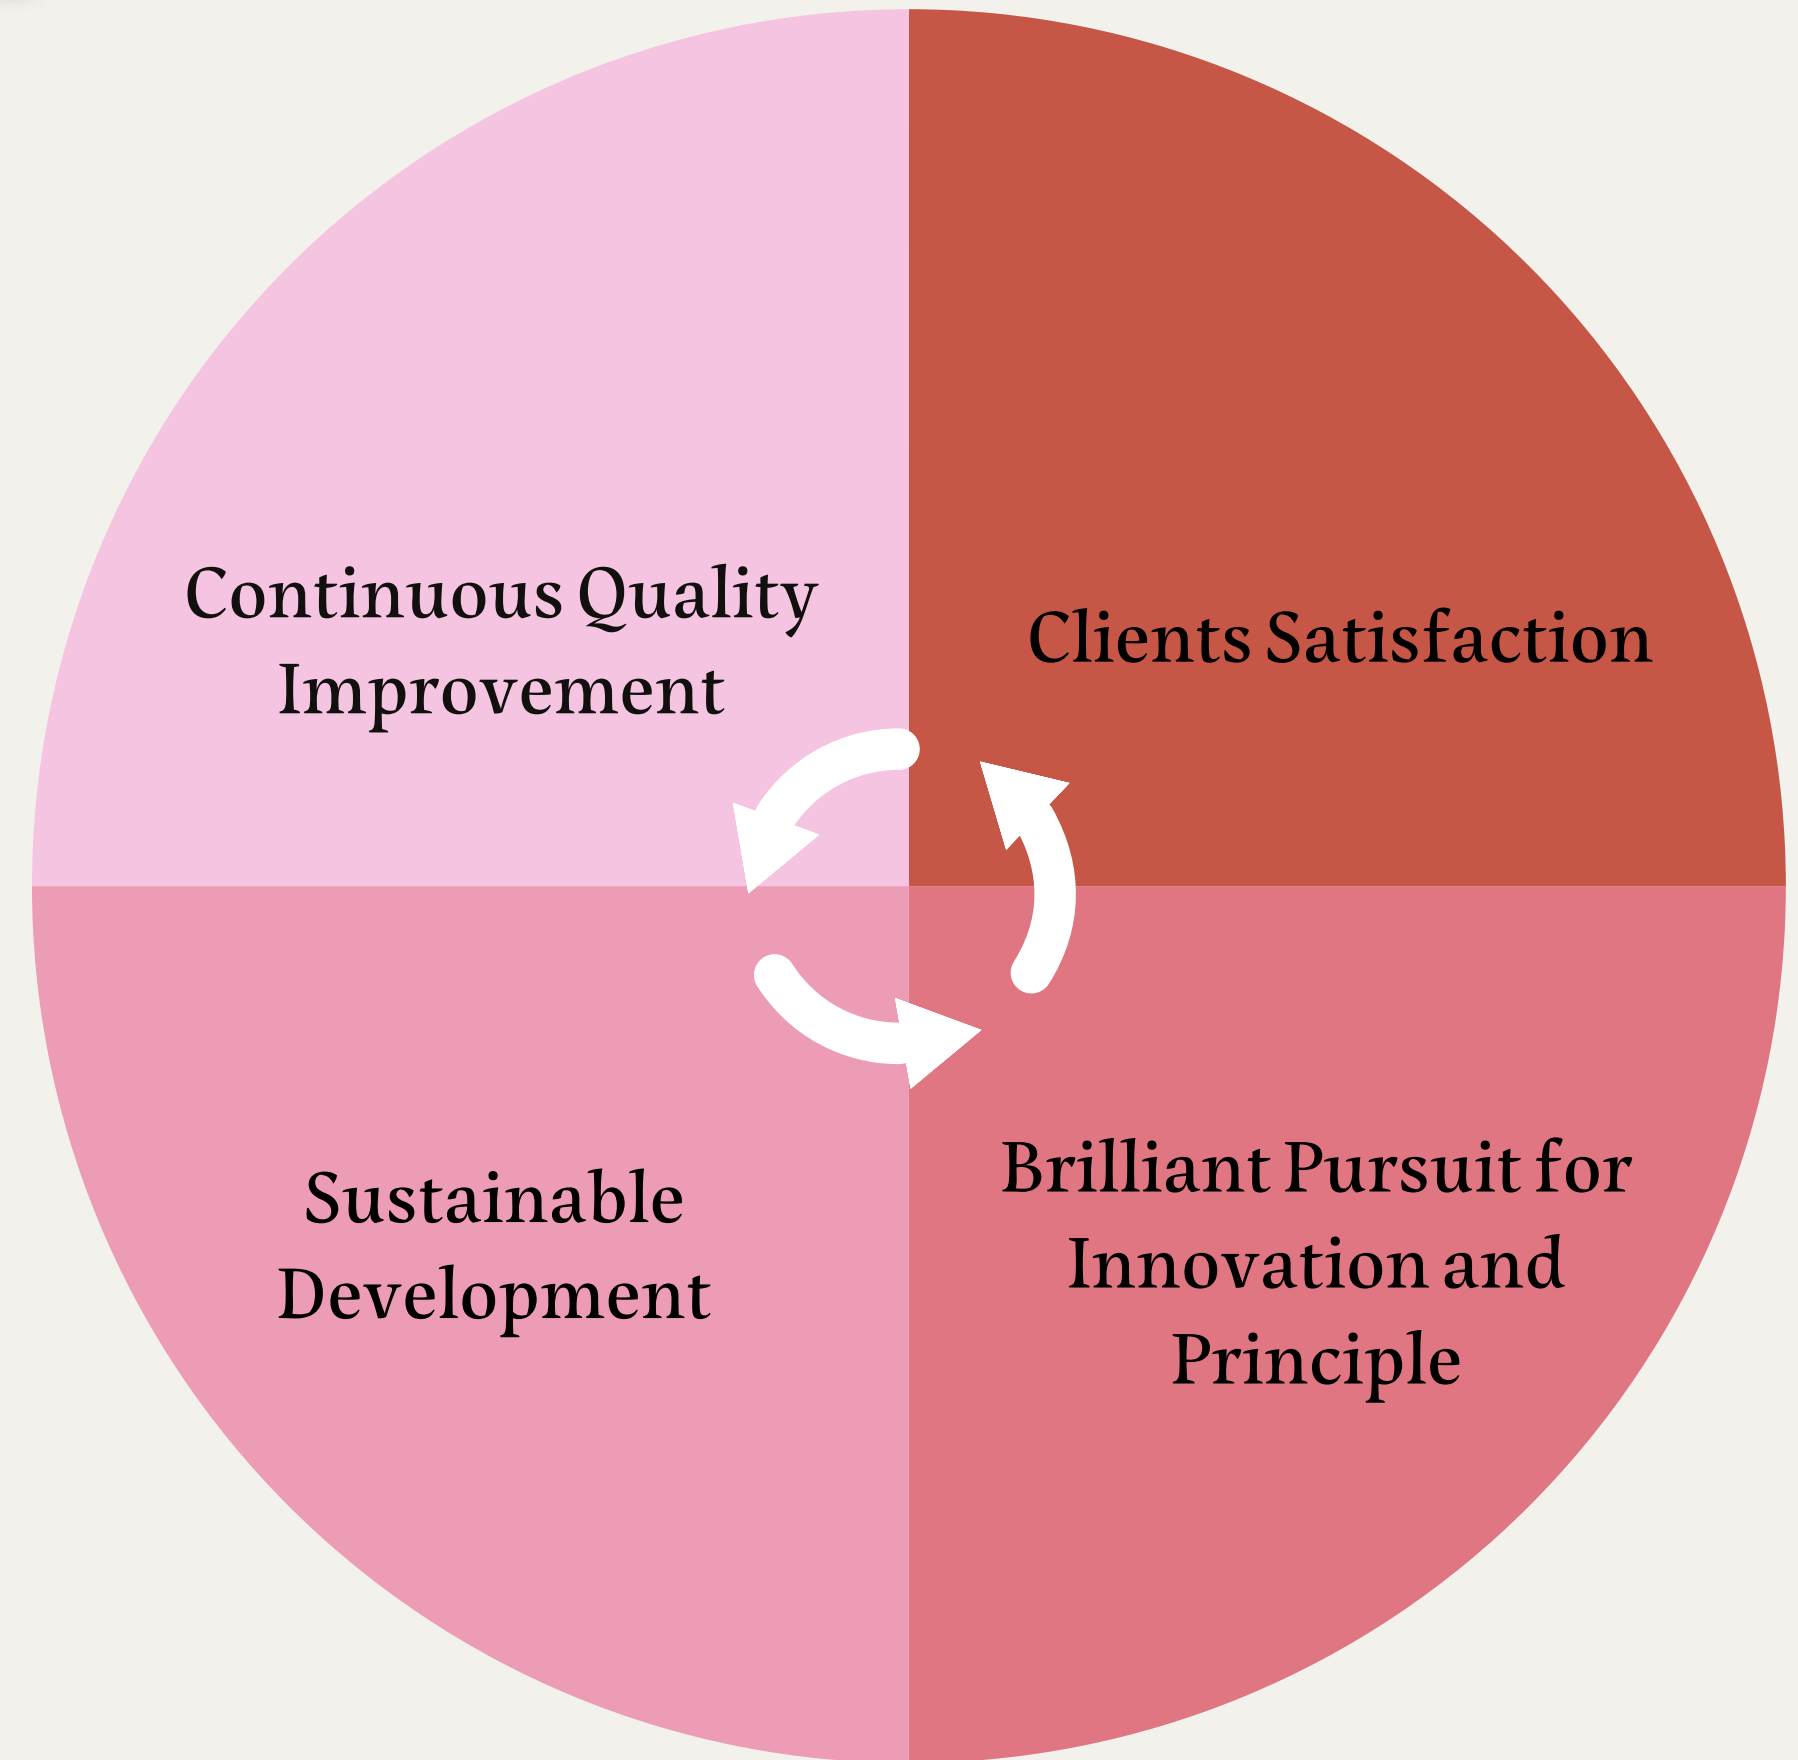 Continuous Quality
Improvement
Clients Satisfaction
Sustainable
Development
Brilliant Pursuit for
Innovation and
Principle